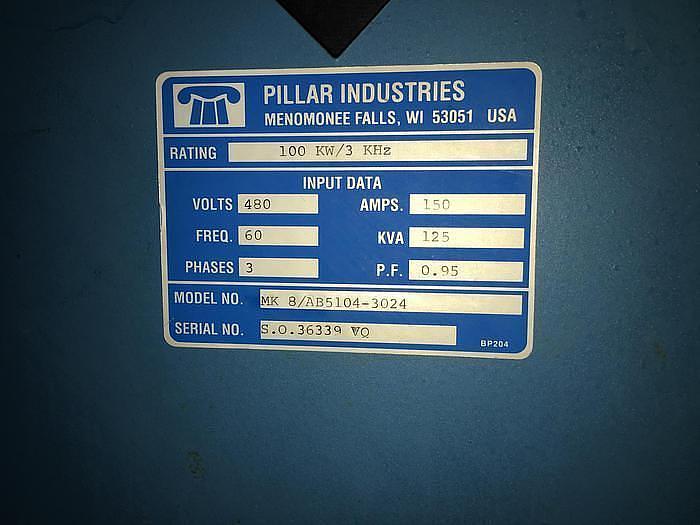 PILLAR INDUSTRIES
MENOMONEE FALLS, WI 53051 USA
RATING 100 KW/3 KHz
INPUT DATA
VOLTS 480 AMPS. 150
FREQ. 60 KVA 125
PHASES 3 P.F. 0.95
MODEL NO. MK 8/AB5104-3024
SERIAL NO. S.O.36339 VQ
BP204